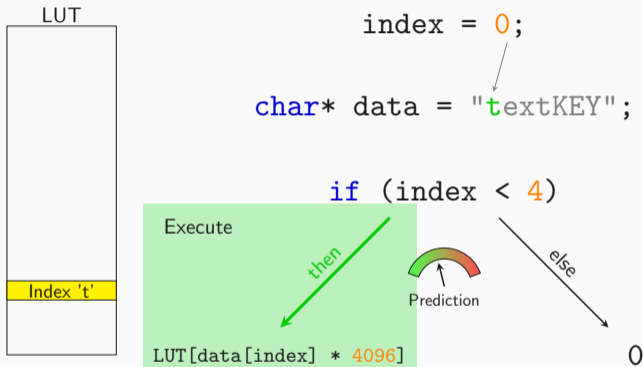 LUT
index = 0;
char* data = "textKEY";
if (index < 4)
Execute
then
else
Prediction
Index 't'
LUT[data[index] * 4096]
0